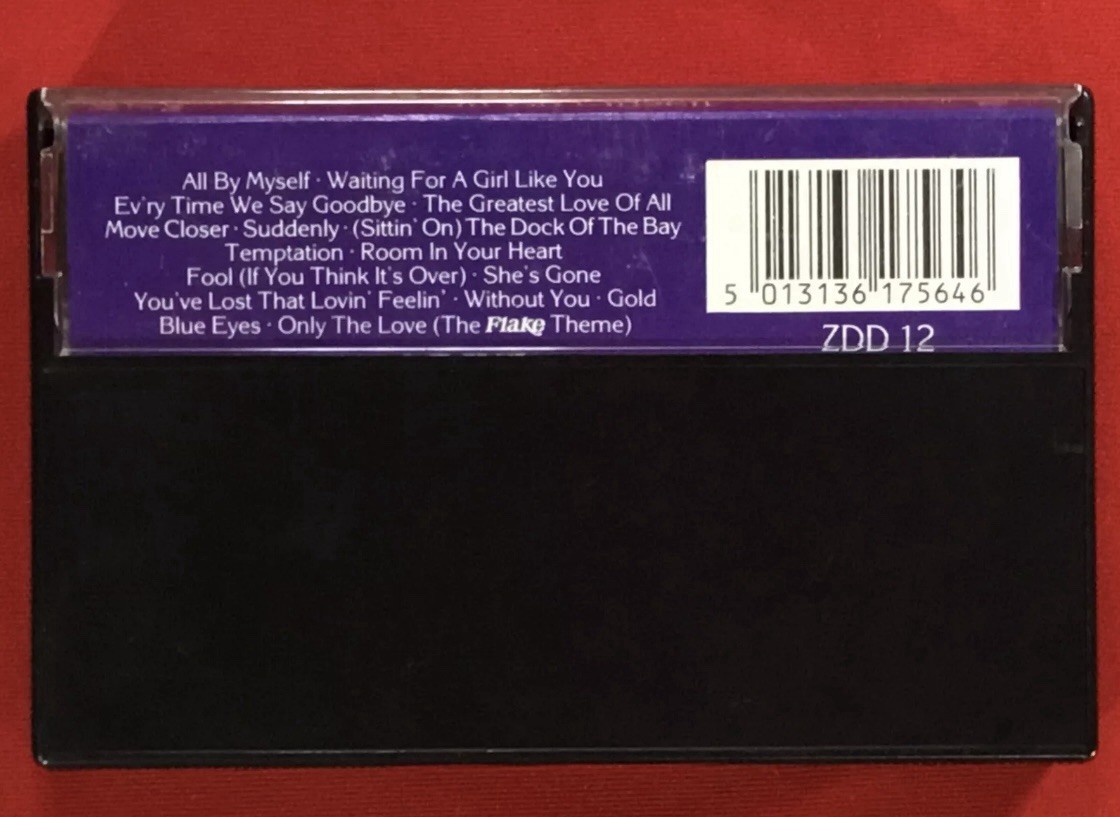 All By Myself · Waiting For A Girl Like You
Ev'ry Time We Say Goodbye · The Greatest Love Of All
Move Closer · Suddenly · (Sittin' On) The Dock Of The Bay
Temptation · Room In Your Heart
Fool (If You Think It's Over) · She's Gone
You've Lost That Lovin' Feelin' · Without You · Gold
Blue Eyes · Only The Love (The Flake Theme)
5 013136 175646
ZDD 12